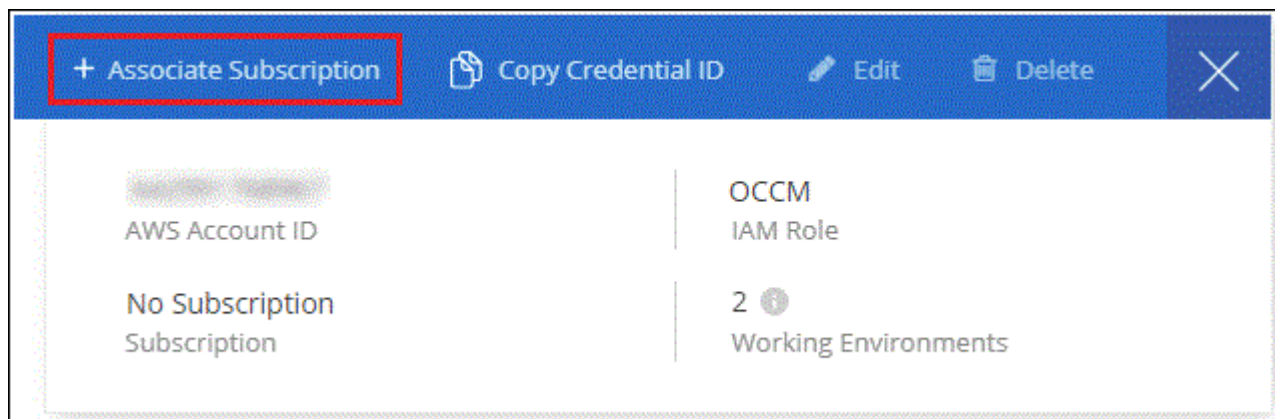 + Associate Subscription Copy Credential ID Edit Delete
AWS Account ID
OCCM
IAM Role
No Subscription
Subscription
2
Working Environments